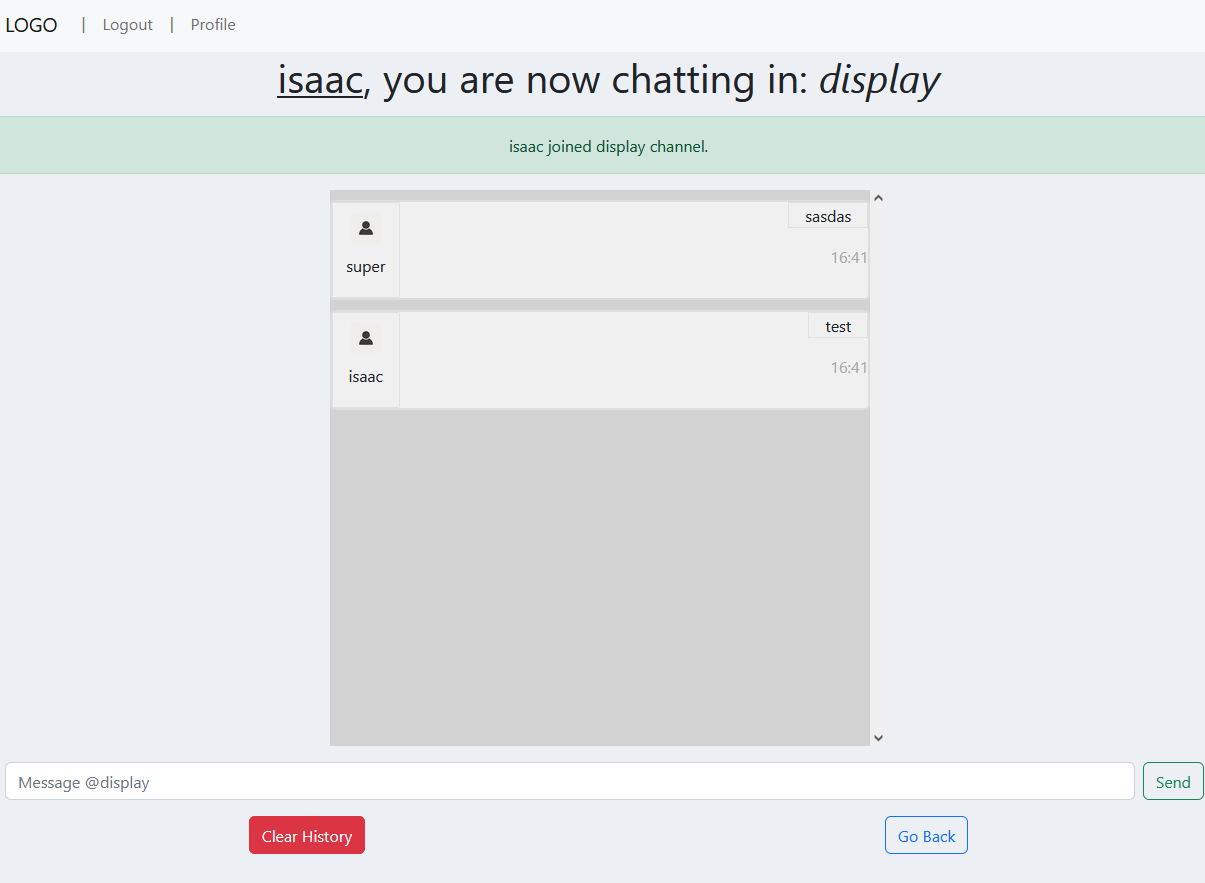 LOGO | Logout | Profile
isaac, you are now chatting in: display
isaac joined display channel.
sasdas
16:41
super
test
16:41
isaac
Message @display
Send
Clear History
Go Back